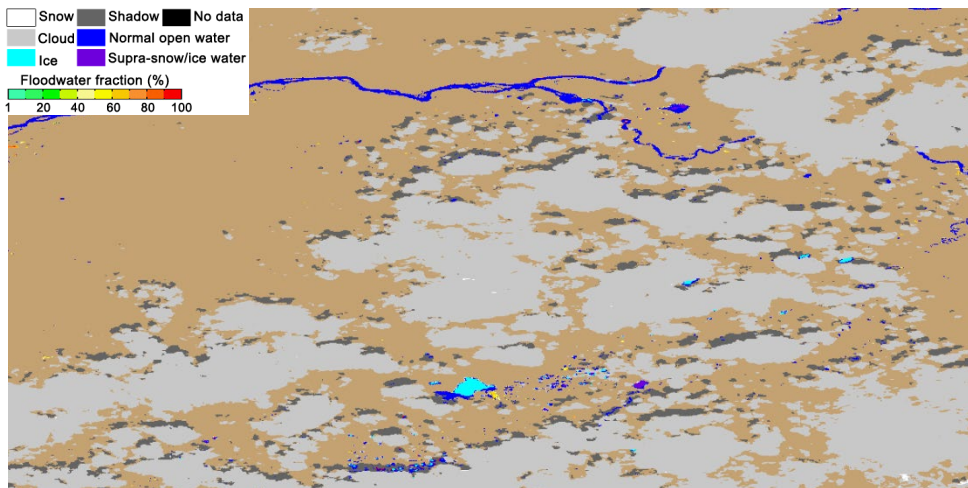 Snow Shadow No data
Cloud Normal open water
Ice Supra-snow/ice water
Floodwater fraction (%)
1 20 40 60 80 100